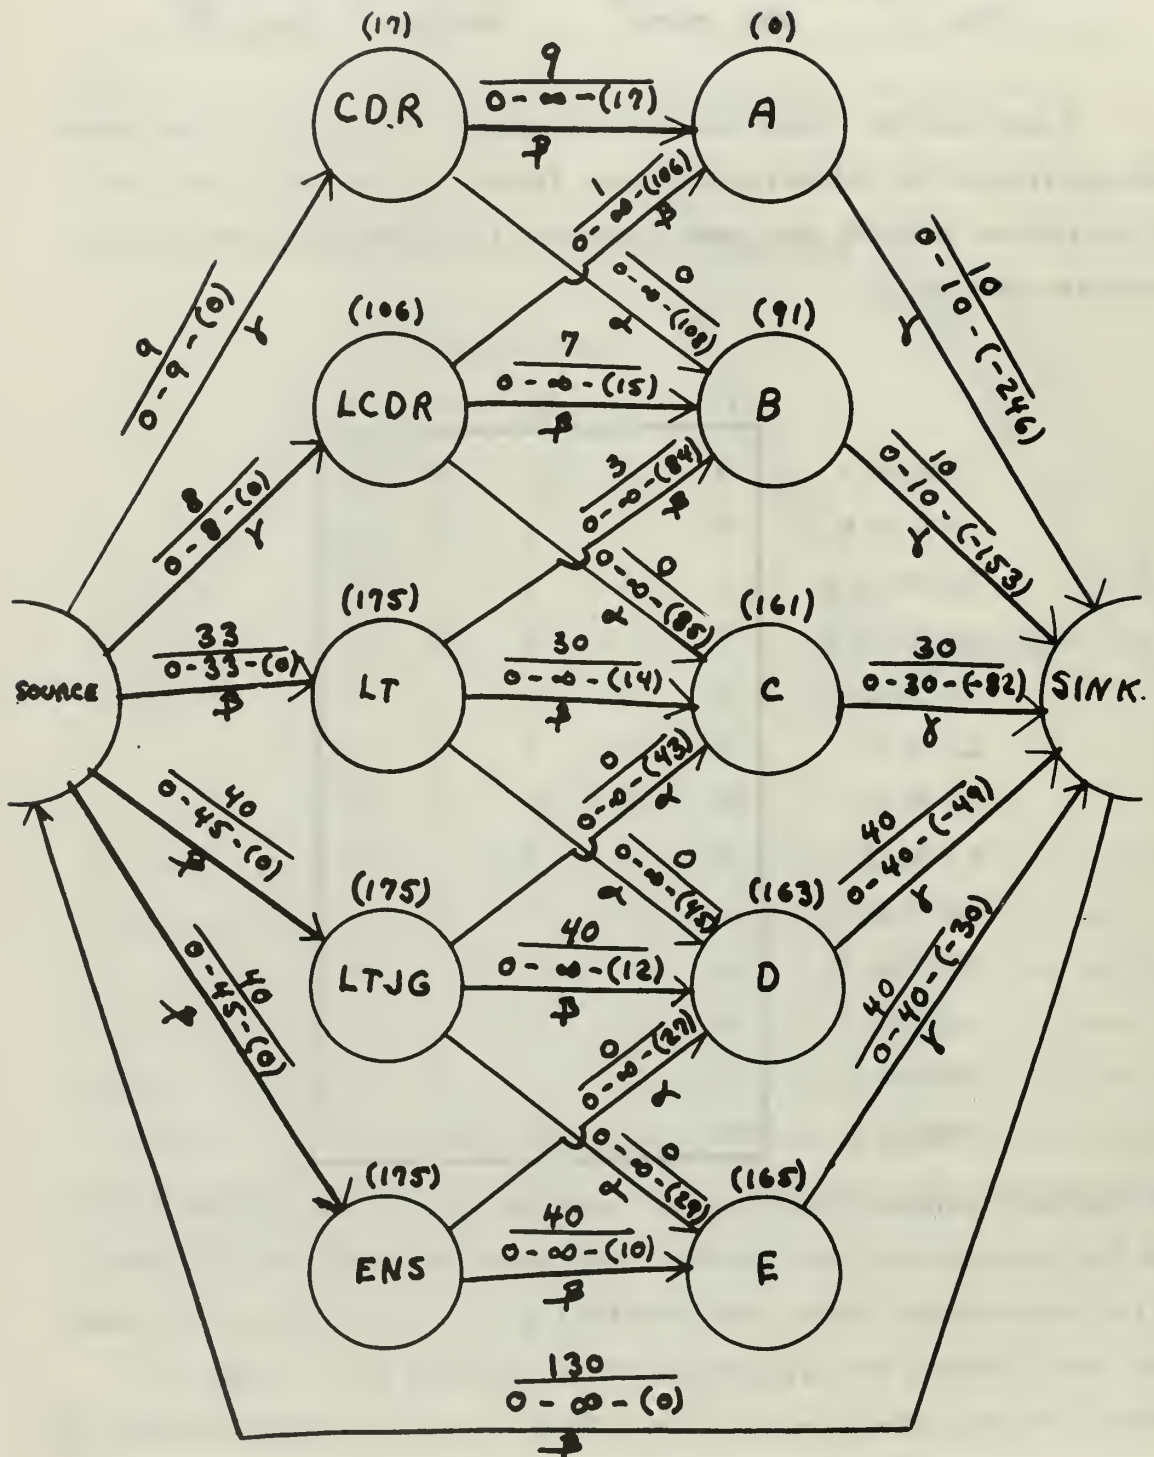 (17)
(0)
CDR
9
0 - ∞ - (17)
β
A
1
0 - ∞ - (106)
β
0
0 - ∞ - (108)
α
10
0 - 10 - (-246)
γ
9
0 - 9 - (0)
γ
(106)
(91)
LCDR
7
0 - ∞ - (15)
β
B
8
0 - 8 - (0)
γ
3
0 - ∞ - (84)
β
0
0 - ∞ - (85)
α
10
0 - 10 - (-153)
γ
(175)
(161)
SOURCE
33
0 - 33 - (0)
β
LT
30
0 - ∞ - (14)
β
C
30
0 - 30 - (-82)
γ
SINK.
0
0 - ∞ - (43)
α
0
0 - ∞ - (45)
α
40
0 - 45 - (0)
β
40
0 - 40 - (-49)
γ
(175)
(163)
LTJG
40
0 - ∞ - (12)
β
D
40
0 - 45 - (0)
β
0
0 - ∞ - (27)
α
0
0 - ∞ - (29)
α
40
0 - 40 - (-30)
γ
(175)
(165)
ENS
40
0 - ∞ - (10)
β
E
130
0 - ∞ - (0)
β